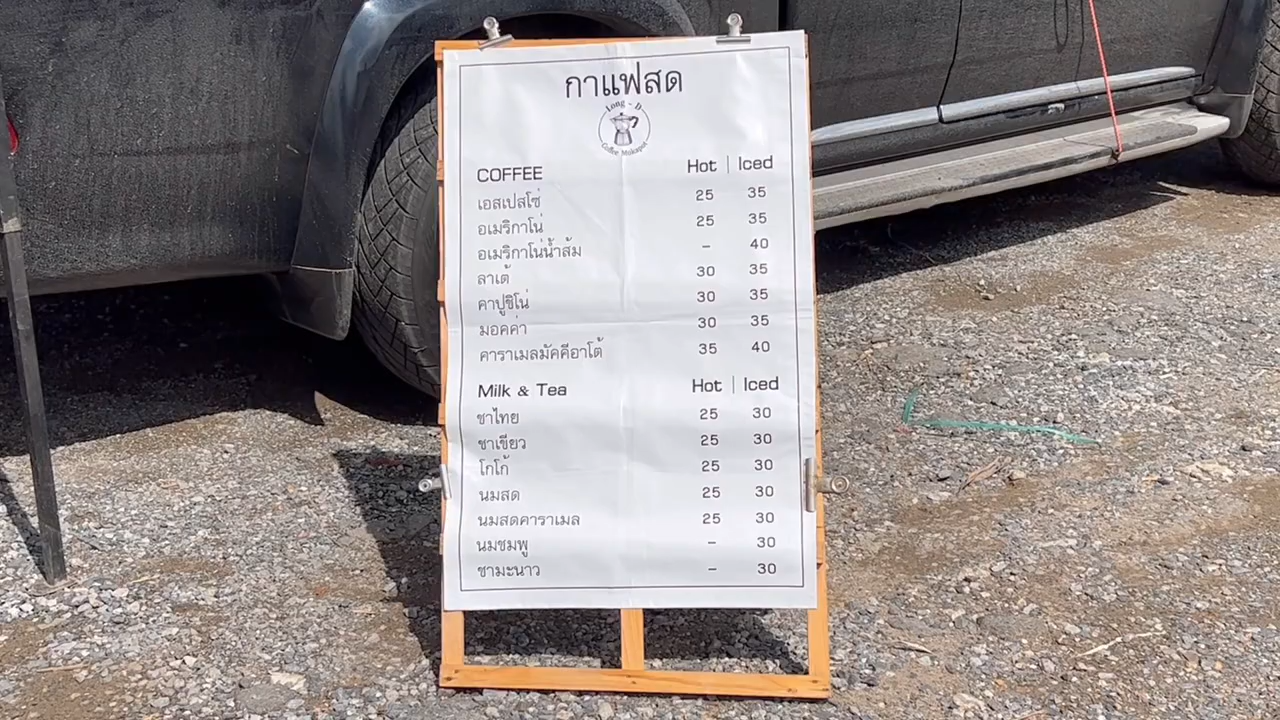 กาแฟสด
Long - D
Coffee Mokapot
COFFEE Hot | Iced
เอสเปสโซ่ 25 35
อเมริกาโน่ 25 35
อเมริกาโน่น้ำส้ม - 40
ลาเต้ 30 35
คาปูชิโน่ 30 35
มอคค่า 30 35
คาราเมลมัคคีอาโต้ 35 40
Milk & Tea Hot | Iced
ชาไทย 25 30
ชาเขียว 25 30
โกโก้ 25 30
นมสด 25 30
นมสดคาราเมล 25 30
นมชมพู - 30
ชามะนาว - 30